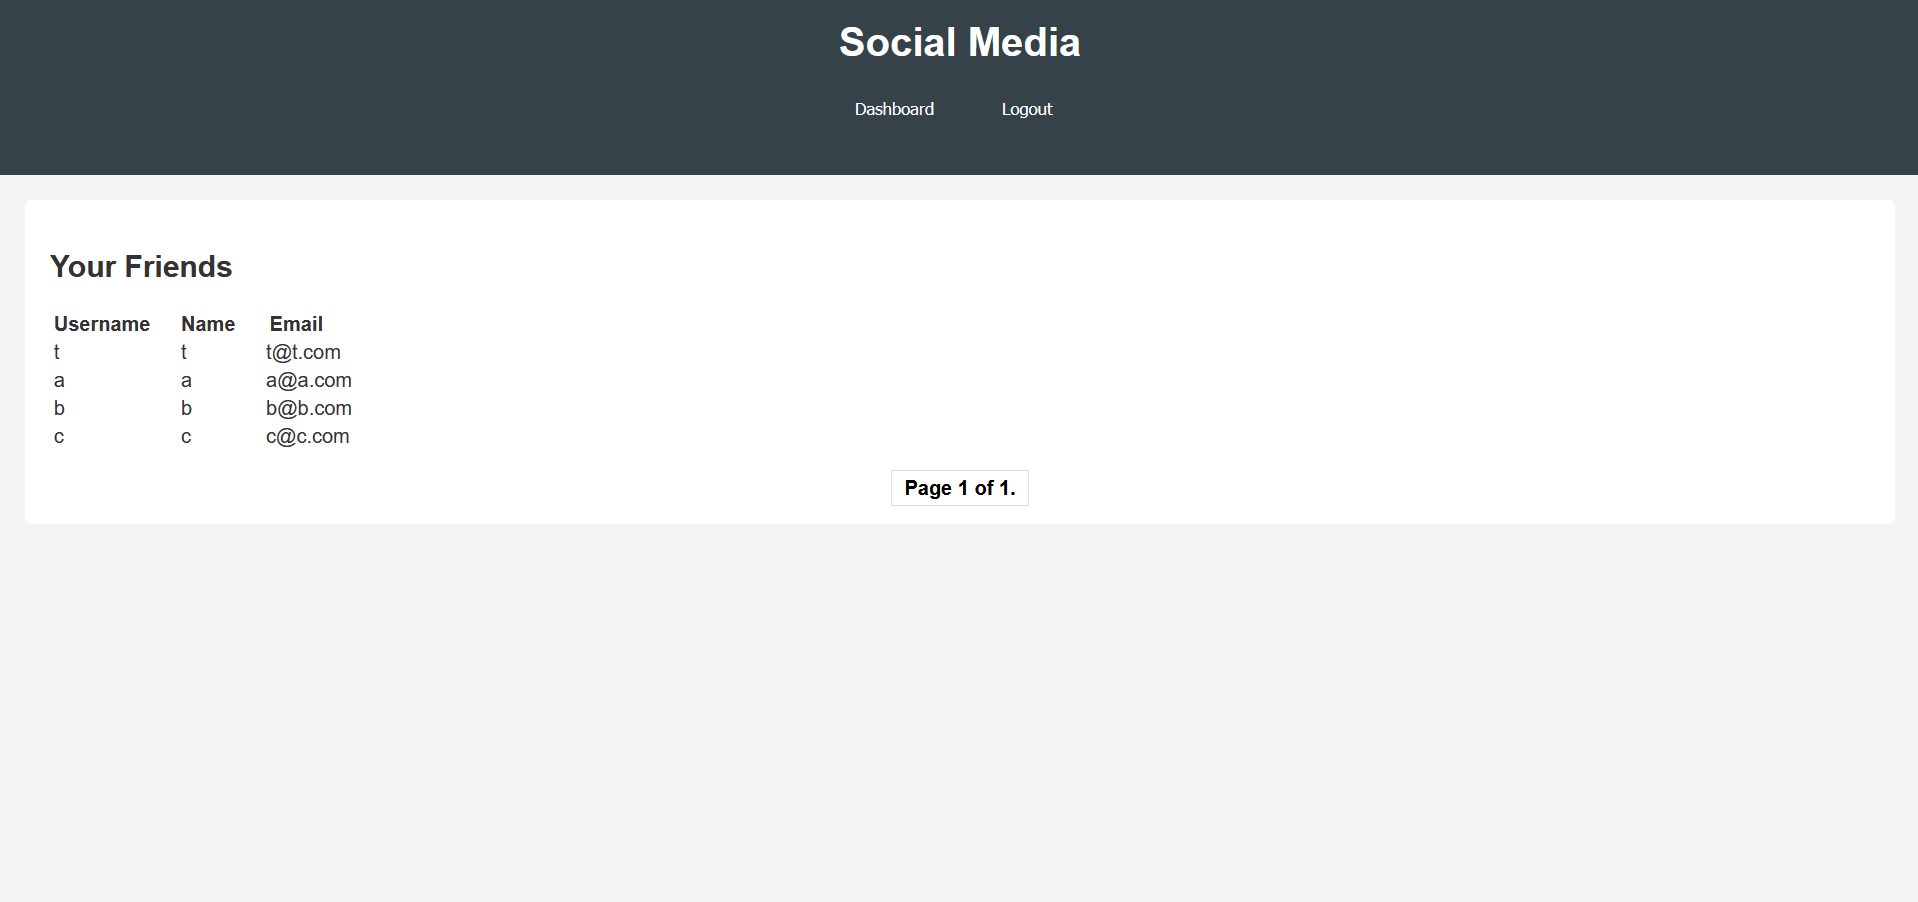 Social Media
Dashboard Logout
Your Friends
Username Name Email
t t t@t.com
a a a@a.com
b b b@b.com
c c c@c.com
Page 1 of 1.